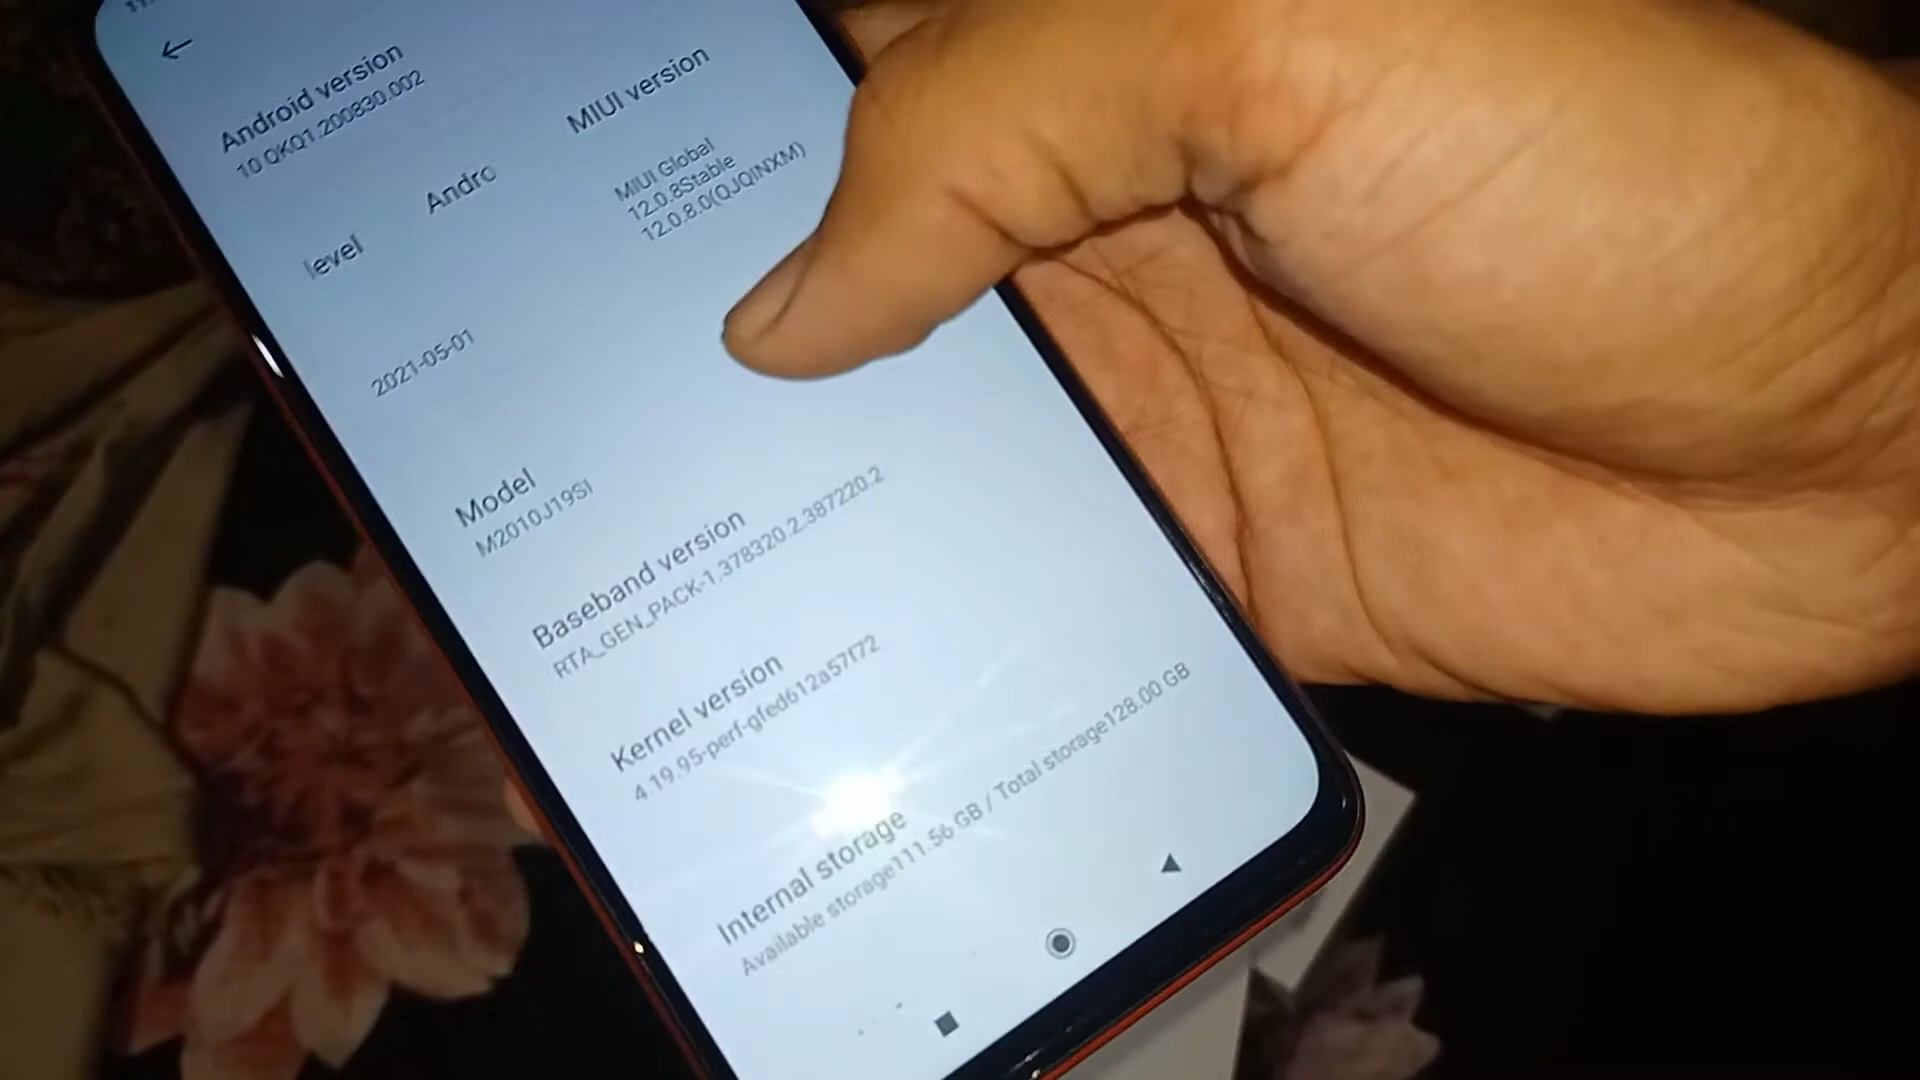 Android version
10 QKQ1.200830.002
MIUI version
MIUI Global
12.0.8Stable
12.0.8.0(QJQINXM)
Andro
level
2021-05-01
Model
M2010J19SI
Baseband version
RTA_GEN_PACK-1.378320.2.387220.2
Kernel version
4.19.95-perf-gfed612a57f72
Internal storage
Available storage111.56 GB / Total storage128.00 GB